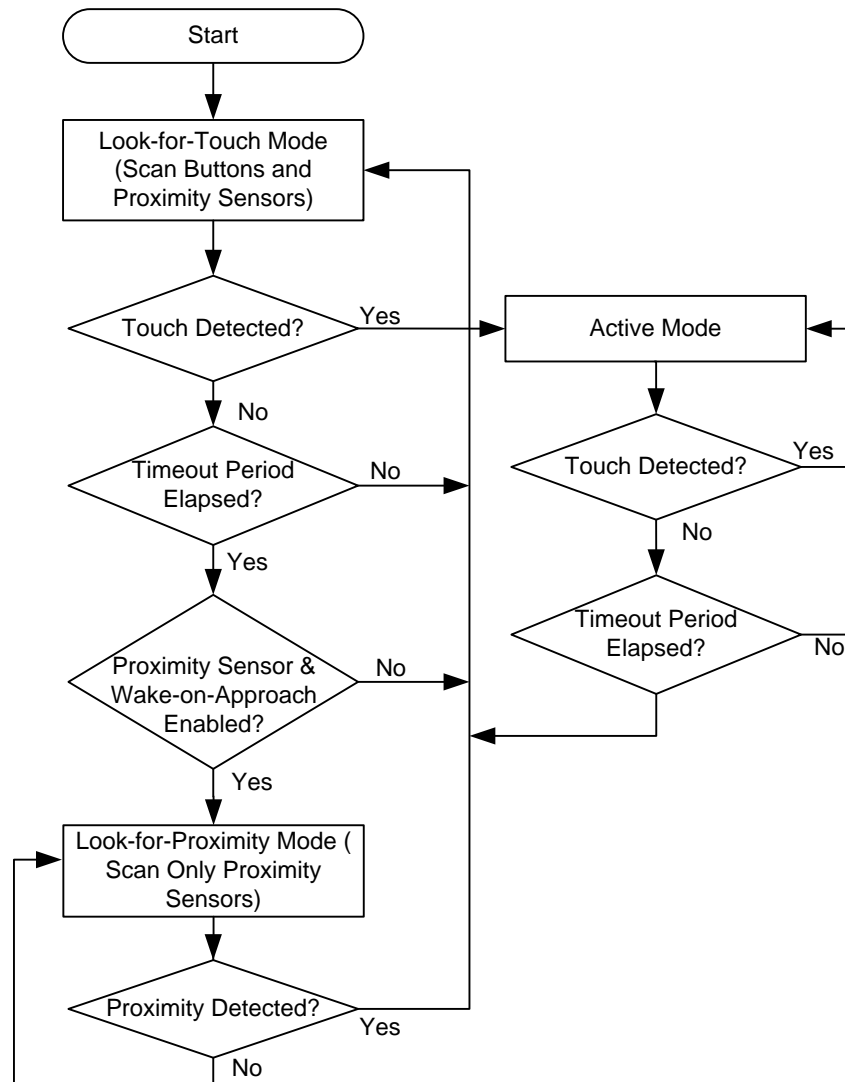 Start
Look-for-Touch Mode
(Scan Buttons and
Proximity Sensors)
Touch Detected?
Yes
No
Timeout Period
Elapsed?
No
Yes
Proximity Sensor &
Wake-on-Approach
Enabled?
No
Yes
Look-for-Proximity Mode (
Scan Only Proximity
Sensors)
Proximity Detected?
Yes
No
Active Mode
Touch Detected?
Yes
No
Timeout Period
Elapsed?
No